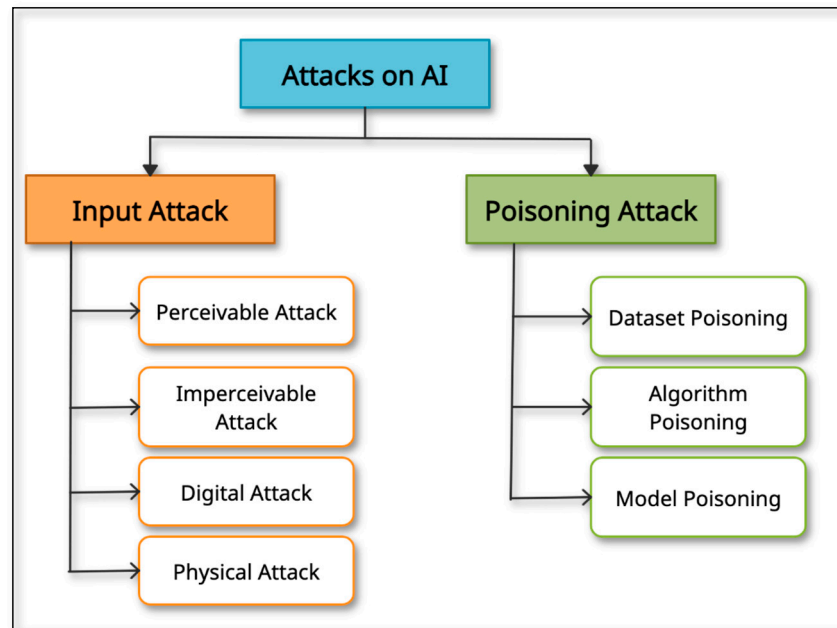 Attacks on AI
Input Attack
Perceivable Attack
Imperceivable
Attack
Digital Attack
Physical Attack
Poisoning Attack
Dataset Poisoning
Algorithm
Poisoning
Model Poisoning